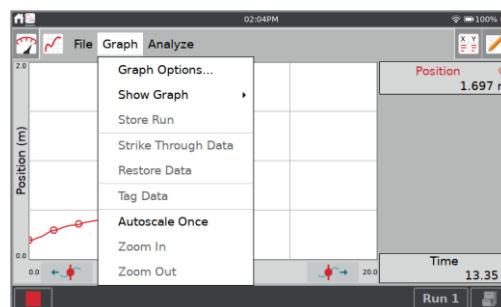 02:04PM 100%
File Graph Analyze
X Y
2.0
Position (m)
0.0
0.0
20.0
Graph Options...
Show Graph
Store Run
Strike Through Data
Restore Data
Tag Data
Autoscale Once
Zoom In
Zoom Out
Position
1.697
Time
13.35
Run 1